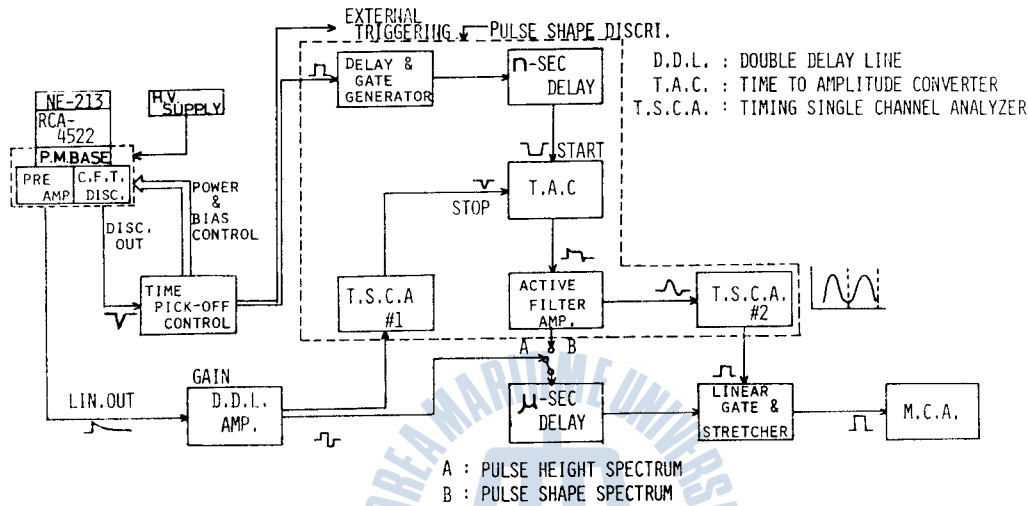 EXTERNAL
TRIGGERING
PULSE SHAPE DISCRI.
D.D.L. : DOUBLE DELAY LINE
T.A.C. : TIME TO AMPLITUDE CONVERTER
T.S.C.A. : TIMING SINGLE CHANNEL ANALYZER
DELAY &
GATE
GENERATOR
n-SEC
DELAY
NE-213
RCA-
4522
P.M.BASE
PRE
AMP
C.F.T.
DISC.
H.V
SUPPLY
POWER
&
BIAS
CONTROL
DISC.
OUT
START
T.A.C
STOP
TIME
PICK-OFF
CONTROL
T.S.C.A
#1
ACTIVE
FILTER
AMP.
T.S.C.A.
#2
A
B
GAIN
D.D.L.
AMP.
LIN.OUT
μ-SEC
DELAY
LINEAR
GATE &
STRETCHER
M.C.A.
A : PULSE HEIGHT SPECTRUM
B : PULSE SHAPE SPECTRUM
KOREA MARITIME UNIVERS